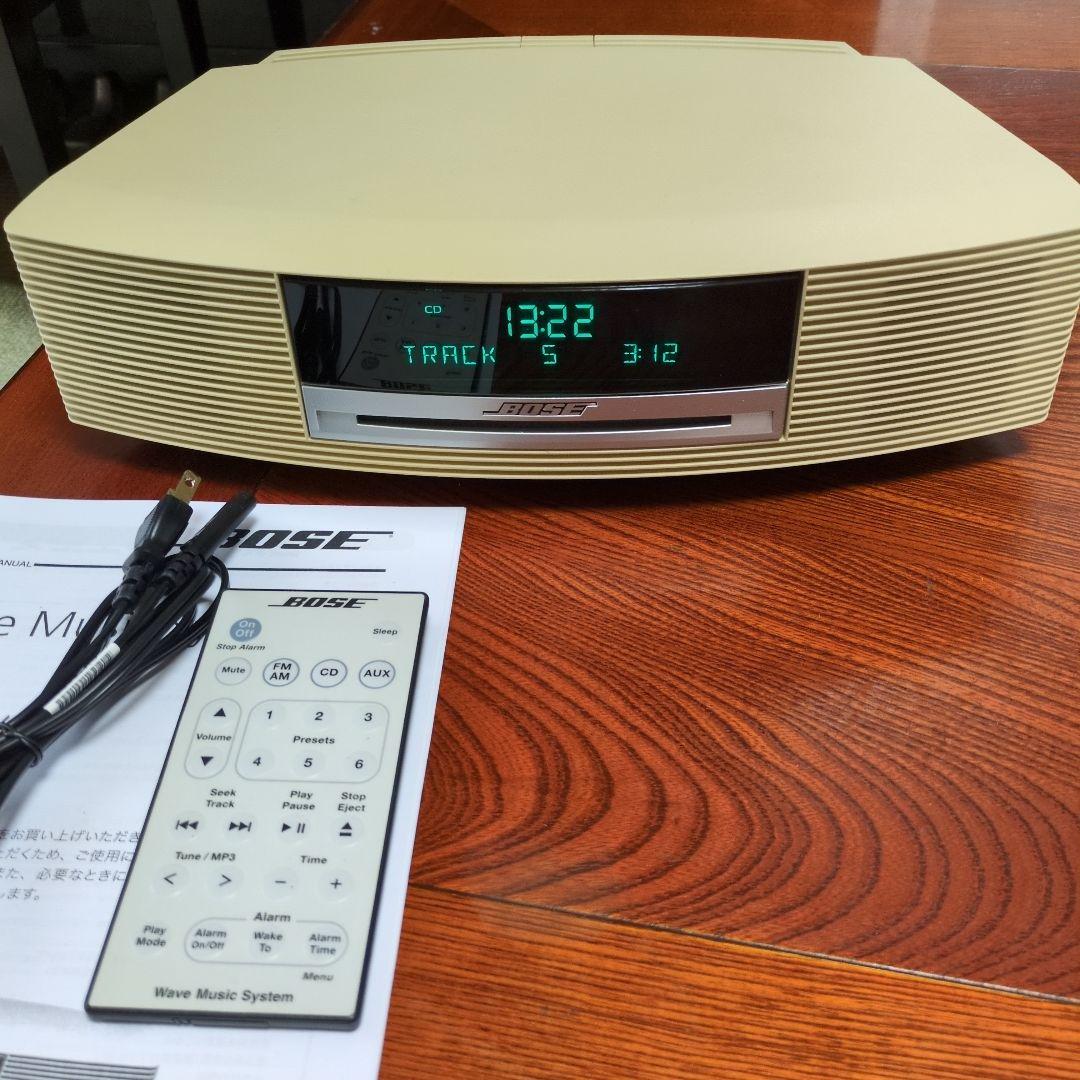 CD
13:22
TRACK 5 3:12
BOSE
BOSE
ANUAL
e Mu
をお買い上げいただき
ただくため、ご使用に
また、必要なときに
します。
BOSE
On
Off
Sleep
Stop Alarm
Mute
FM
AM
CD
AUX
Volume
1 2 3
Presets
4 5 6
Seek
Track
Play
Pause
Stop
Eject
Tune / MP3
Time
< >
− +
Play
Mode
Alarm
Alarm
On/Off
Wake
To
Alarm
Time
Menu
Wave Music System